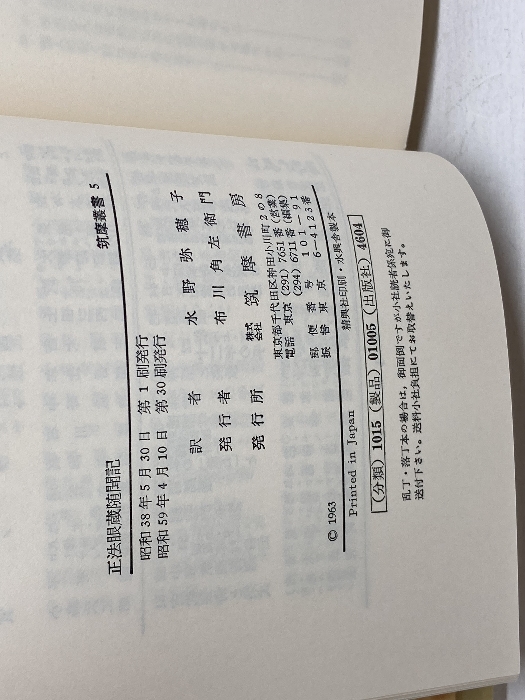 筑摩叢書 5
正法眼蔵随聞記
昭和38年5月30日 第1刷発行
昭和59年4月10日 第30刷発行
訳者 水野弥穂子
発行者 布川角左衛門
発行所 株式会社 筑摩書房
東京都千代田区神田小川町2の8
電話 東京 (291) 7651番 (営業)
東京 (294) 6711番 (編集)
郵便番号 101-91
振替東京 6-4123番
© 1963 精興社印刷・永興舎製本
Printed in Japan
(分類) 1015 (製品) 01005 (出版社) 4604
乱丁・落丁本の場合は、御面倒ですが小社読者係宛に御
送付下さい。送料小社負担にてお取替えいたします。